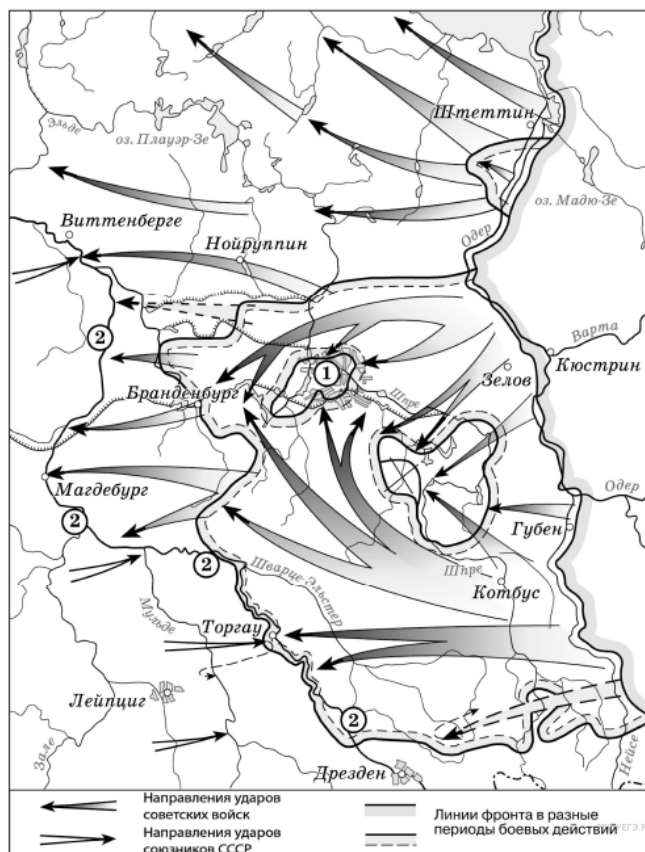 Штеттин
Эльде
оз. Плауэр-Зе
оз. Мадю-Зе
Виттенберге
Одер
Нойруппин
2
Варта
Кюстрин
1
Зелов
Шпре
Бранденбург
Магдебург
Одер
2
Губен
2
Шварце-Эльстер
Шпре
Котбус
Мульде
Торгау
Лейпциг
2
Зале
Нейсе
Дрезден
Направления ударов
советских войск
Направления ударов
союзников СССР
Линии фронта в разные
периоды боевых действий